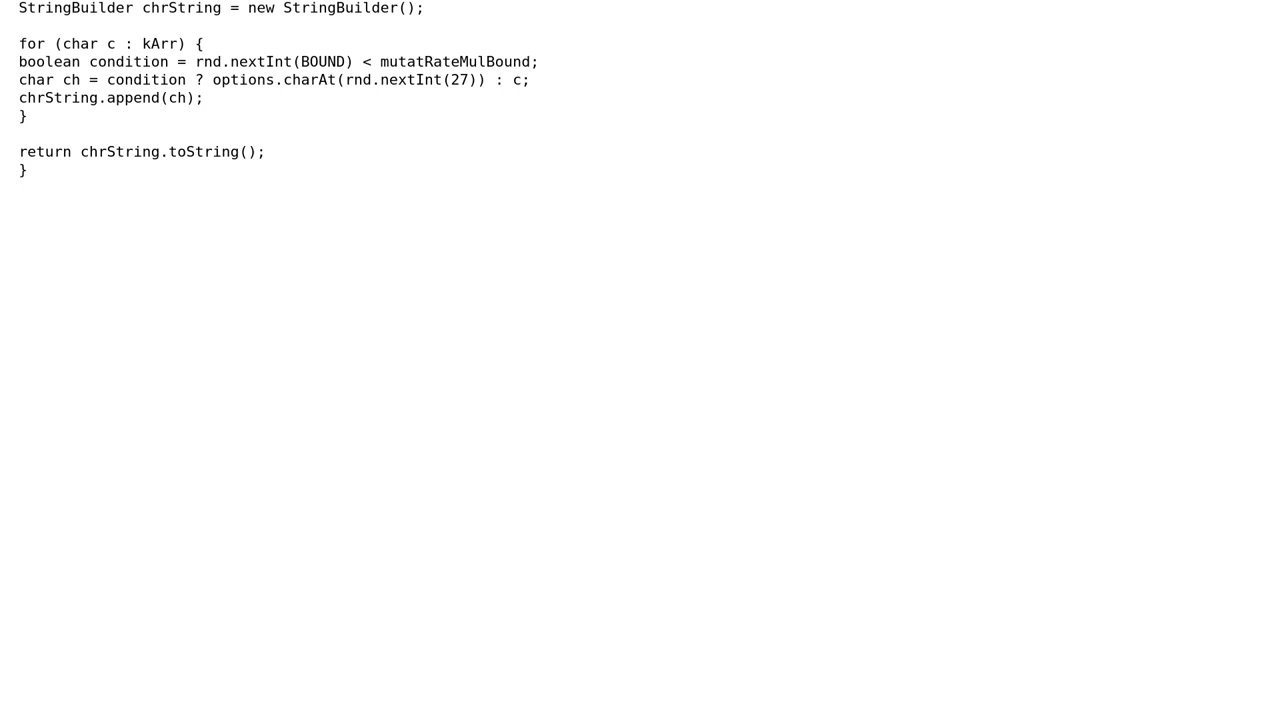 StringBuilder chrString = new StringBuilder();

for (char c : kArr) {
boolean condition = rnd.nextInt(BOUND) < mutatRateMulBound;
char ch = condition ? options.charAt(rnd.nextInt(27)) : c;
chrString.append(ch);
}

return chrString.toString();
}